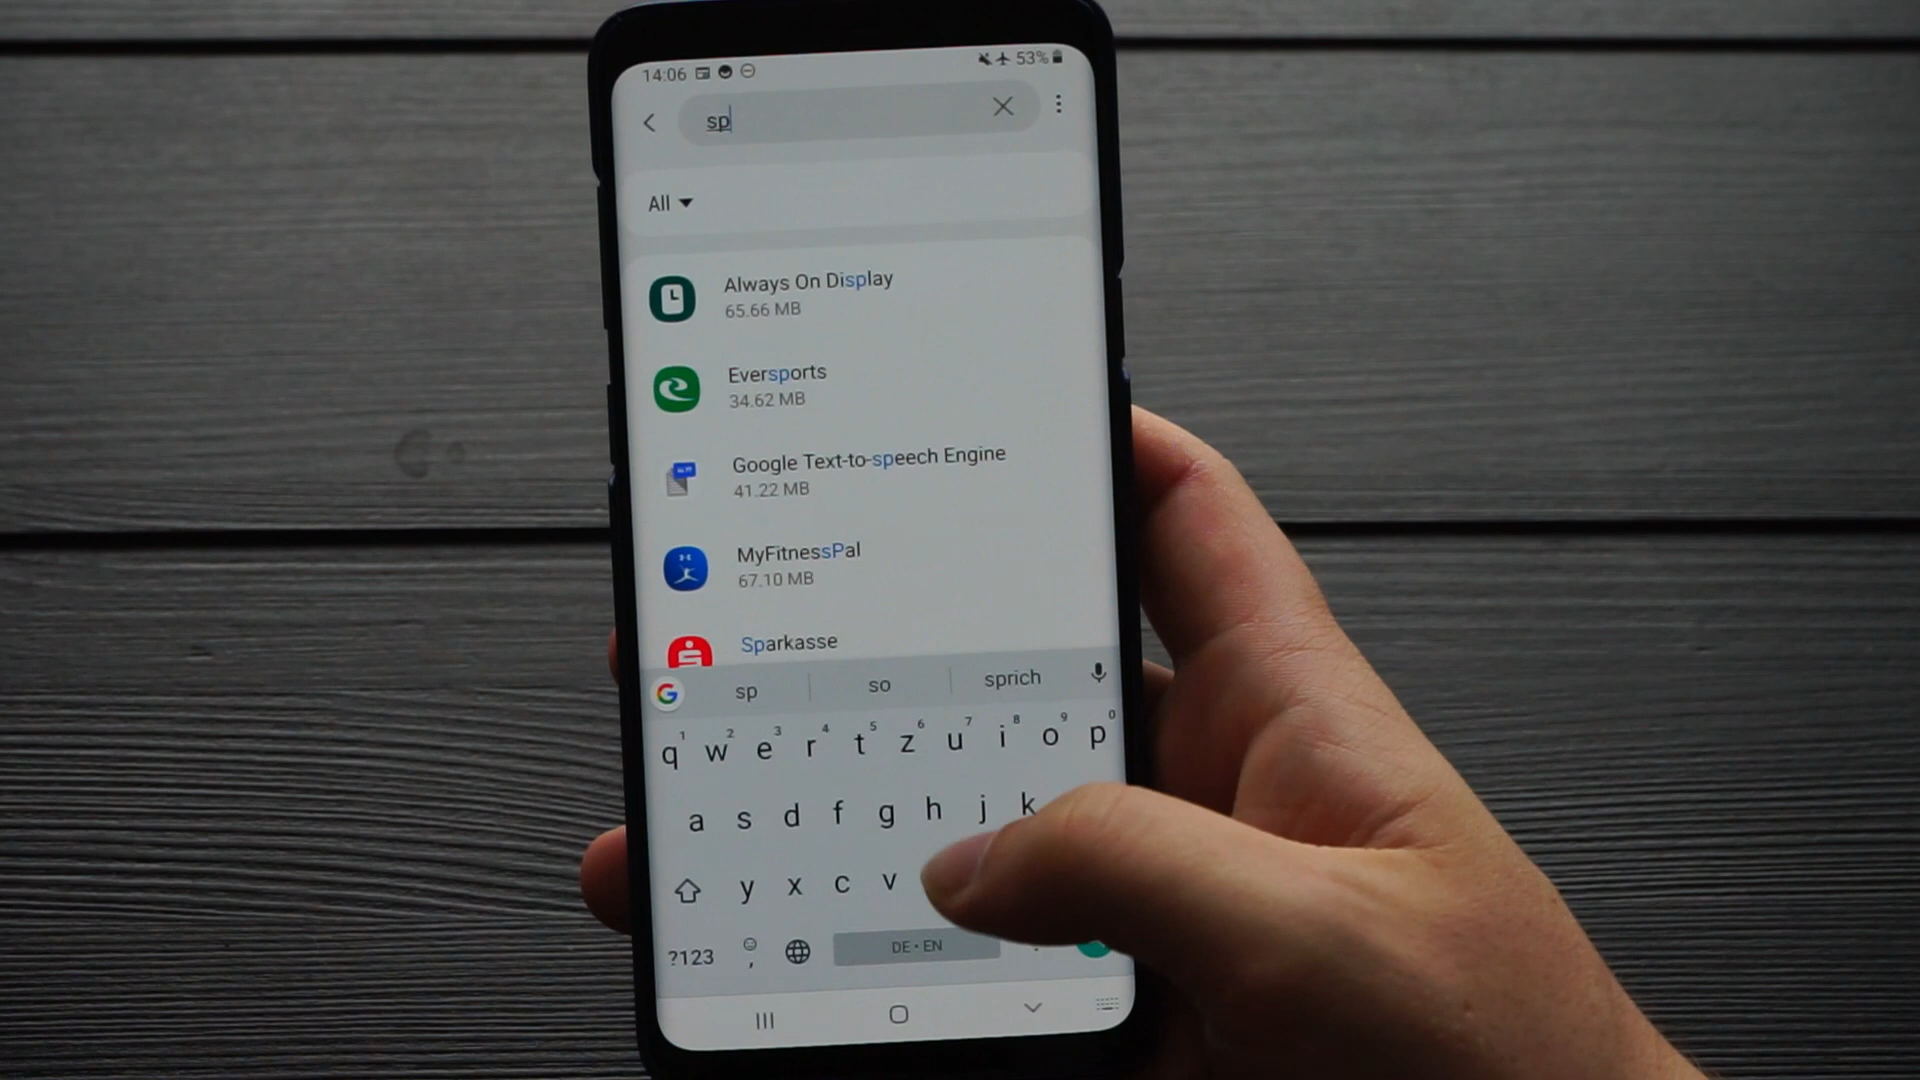 14:06 53%
sp
All
Always On Display
65.66 MB
Eversports
34.62 MB
Google Text-to-speech Engine
41.22 MB
MyFitnessPal
67.10 MB
Sparkasse
sp so sprich
1 2 3 4 5 6 7 8 9 0
q w e r t z u i o p
a s d f g h j k
y x c v
?123 , DE • EN